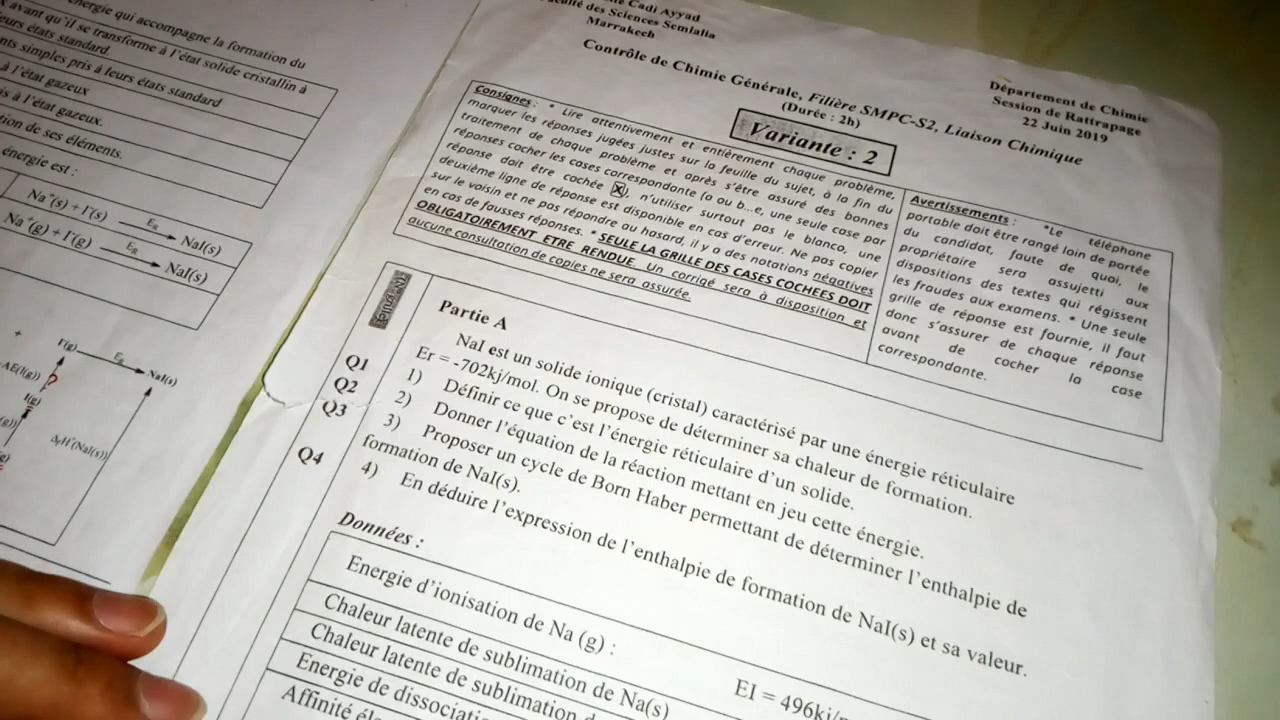 énergie qui accompagne la formation du
avant qu'il se transforme à l'état solide cristallin à
leurs états standard.
simples pris à leurs états standard
à l'état gazeux
à l'état gazeux.
de ses éléments.
énergie est :
Na⁺(s) + I⁻(s) ER NaI(s)
Na⁺(g) + I⁻(g) ER NaI(s)
+
I⁻(g) ER NaI(s)
AE(I(g)) ?
I(g)
ΔfH°(NaI(s))
Cadi Ayyad
des Sciences Semlalia
Marrakech
Département de Chimie
Session de Rattrapage
22 Juin 2019
Contrôle de Chimie Générale, Filière SMPC-S2, Liaison Chimique
(Durée : 2h)
Variante : 2
Consignes : * Lire attentivement et entièrement chaque problème,
marquer les réponses jugées justes sur la feuille du sujet, à la fin du
traitement de chaque problème et après s'être assuré des bonnes
réponses cocher les cases correspondante (a ou b...e, une seule case par
réponse doit être cochée ☒), n'utiliser surtout pas le blanco, une
deuxième ligne de réponse est disponible en cas d'erreur. Ne pas copier
sur le voisin et ne pas répondre au hasard, il y a des notations négatives
en cas de fausses réponses. * SEULE LA GRILLE DES CASES COCHEES DOIT
OBLIGATOIREMENT ETRE RENDUE. Un corrigé sera à disposition et
aucune consultation de copies ne sera assurée.
Avertissements : *Le téléphone
portable doit être rangé loin de portée
du candidat, faute de quoi, le
propriétaire sera assujetti aux
dispositions des textes qui régissent
les fraudes aux examens. * Une seule
grille de réponse est fournie, il faut
donc s'assurer de chaque réponse
avant de cocher la case
correspondante.
Partie A
NaI est un solide ionique (cristal) caractérisé par une énergie réticulaire
Er = -702kj/mol. On se propose de déterminer sa chaleur de formation.
Q1 1) Définir ce que c'est l'énergie réticulaire d'un solide.
Q2 2) Donner l'équation de la réaction mettant en jeu cette énergie.
Q3 3) Proposer un cycle de Born Haber permettant de déterminer l'enthalpie de
formation de NaI(s).
Q4 4) En déduire l'expression de l'enthalpie de formation de NaI(s) et sa valeur.
Données :
Energie d'ionisation de Na (g) : EI = 496kj/
Chaleur latente de sublimation de Na(s)
Chaleur latente de sublimation
Energie de
Affinité